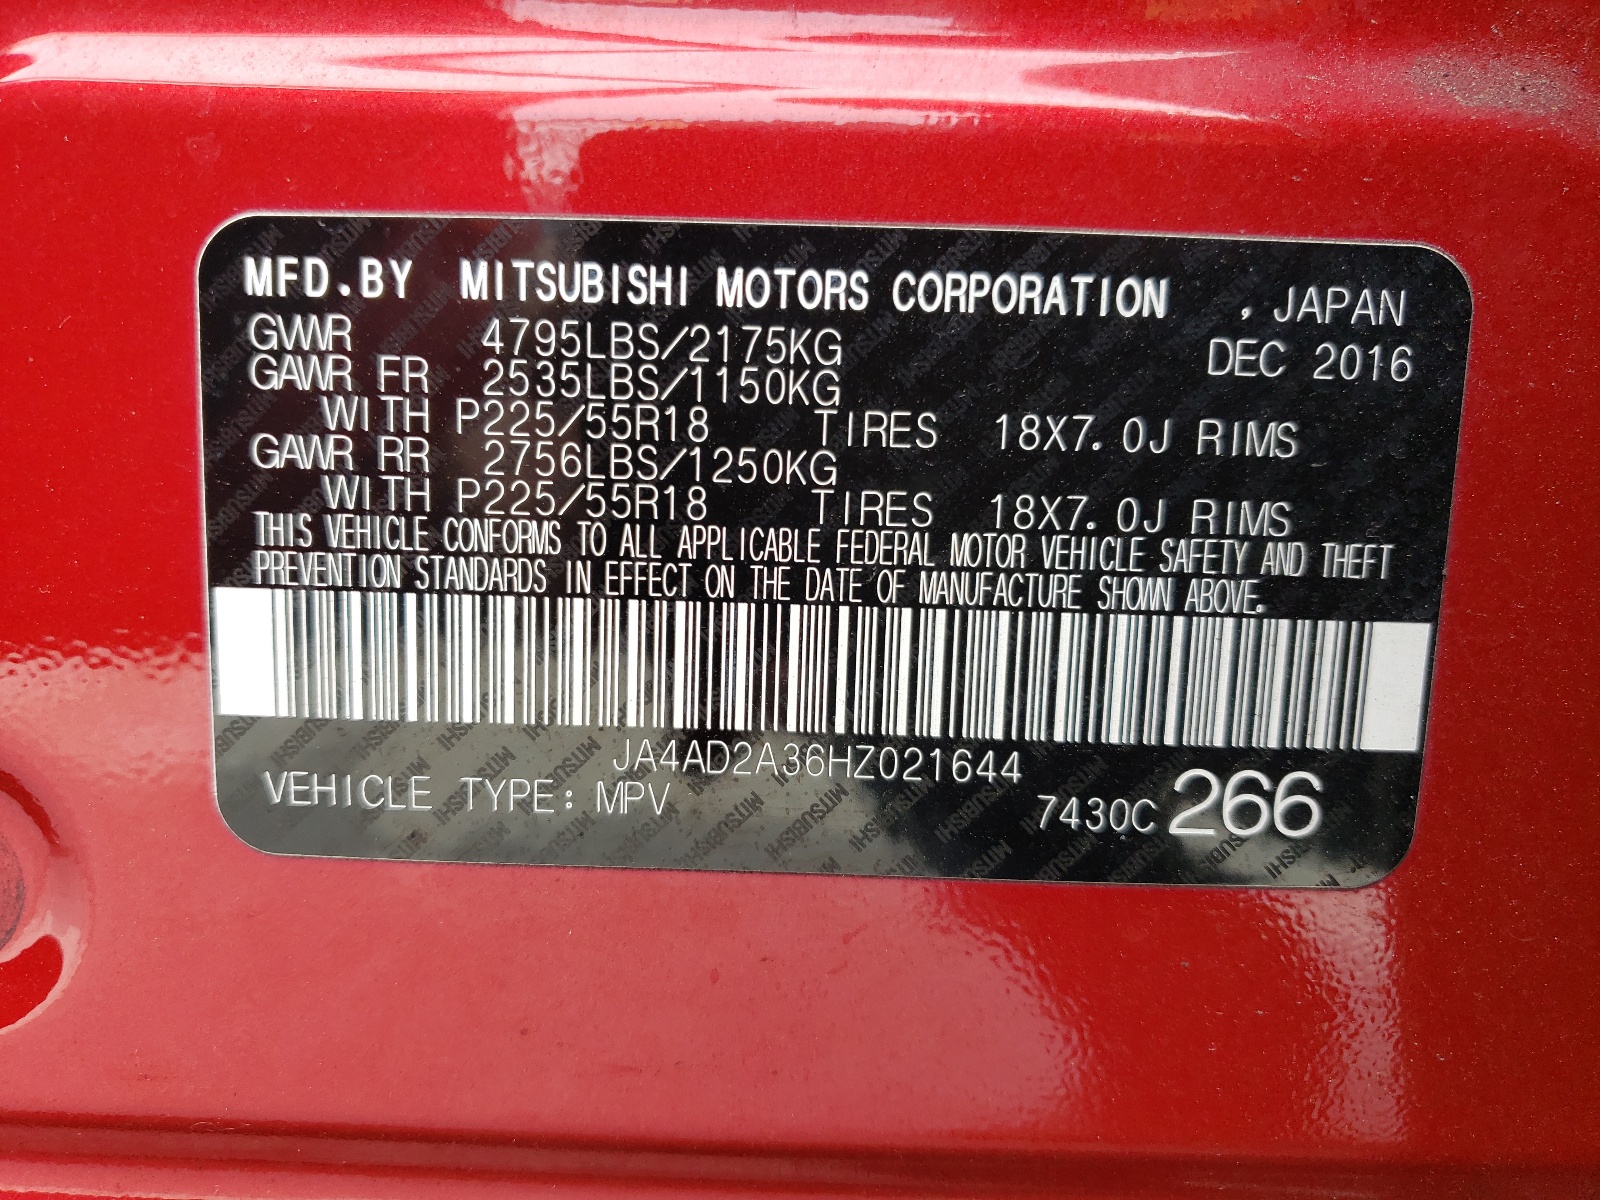 MFD.BY MITSUBISHI MOTORS CORPORATION , JAPAN
GVWR 4795LBS/2175KG DEC 2016
GAWR FR 2535LBS/1150KG
WITH P225/55R18 TIRES 18X7.0J RIMS
GAWR RR 2756LBS/1250KG
WITH P225/55R18 TIRES 18X7.0J RIMS
THIS VEHICLE CONFORMS TO ALL APPLICABLE FEDERAL MOTOR VEHICLE SAFETY AND THEFT
PREVENTION STANDARDS IN EFFECT ON THE DATE OF MANUFACTURE SHOWN ABOVE.
JA4AD2A36HZ021644
VEHICLE TYPE: MPV 7430C 266